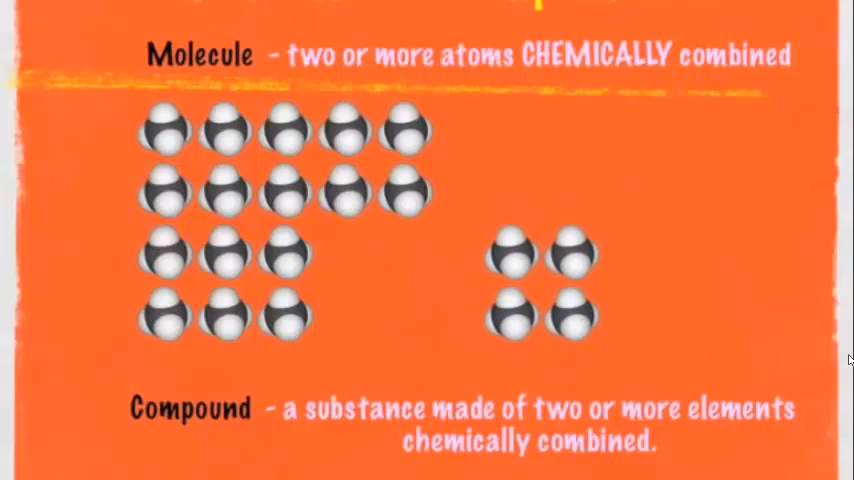 Molecule - two or more atoms CHEMICALLY combined
Compound - a substance made of two or more elements
chemically combined.